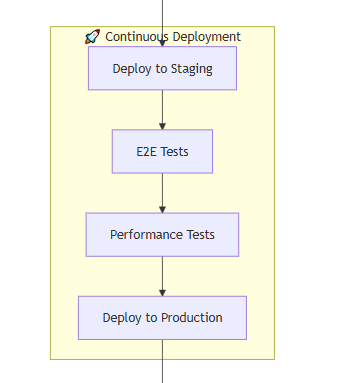 🚀 Continuous Deployment
Deploy to Staging
E2E Tests
Performance Tests
Deploy to Production